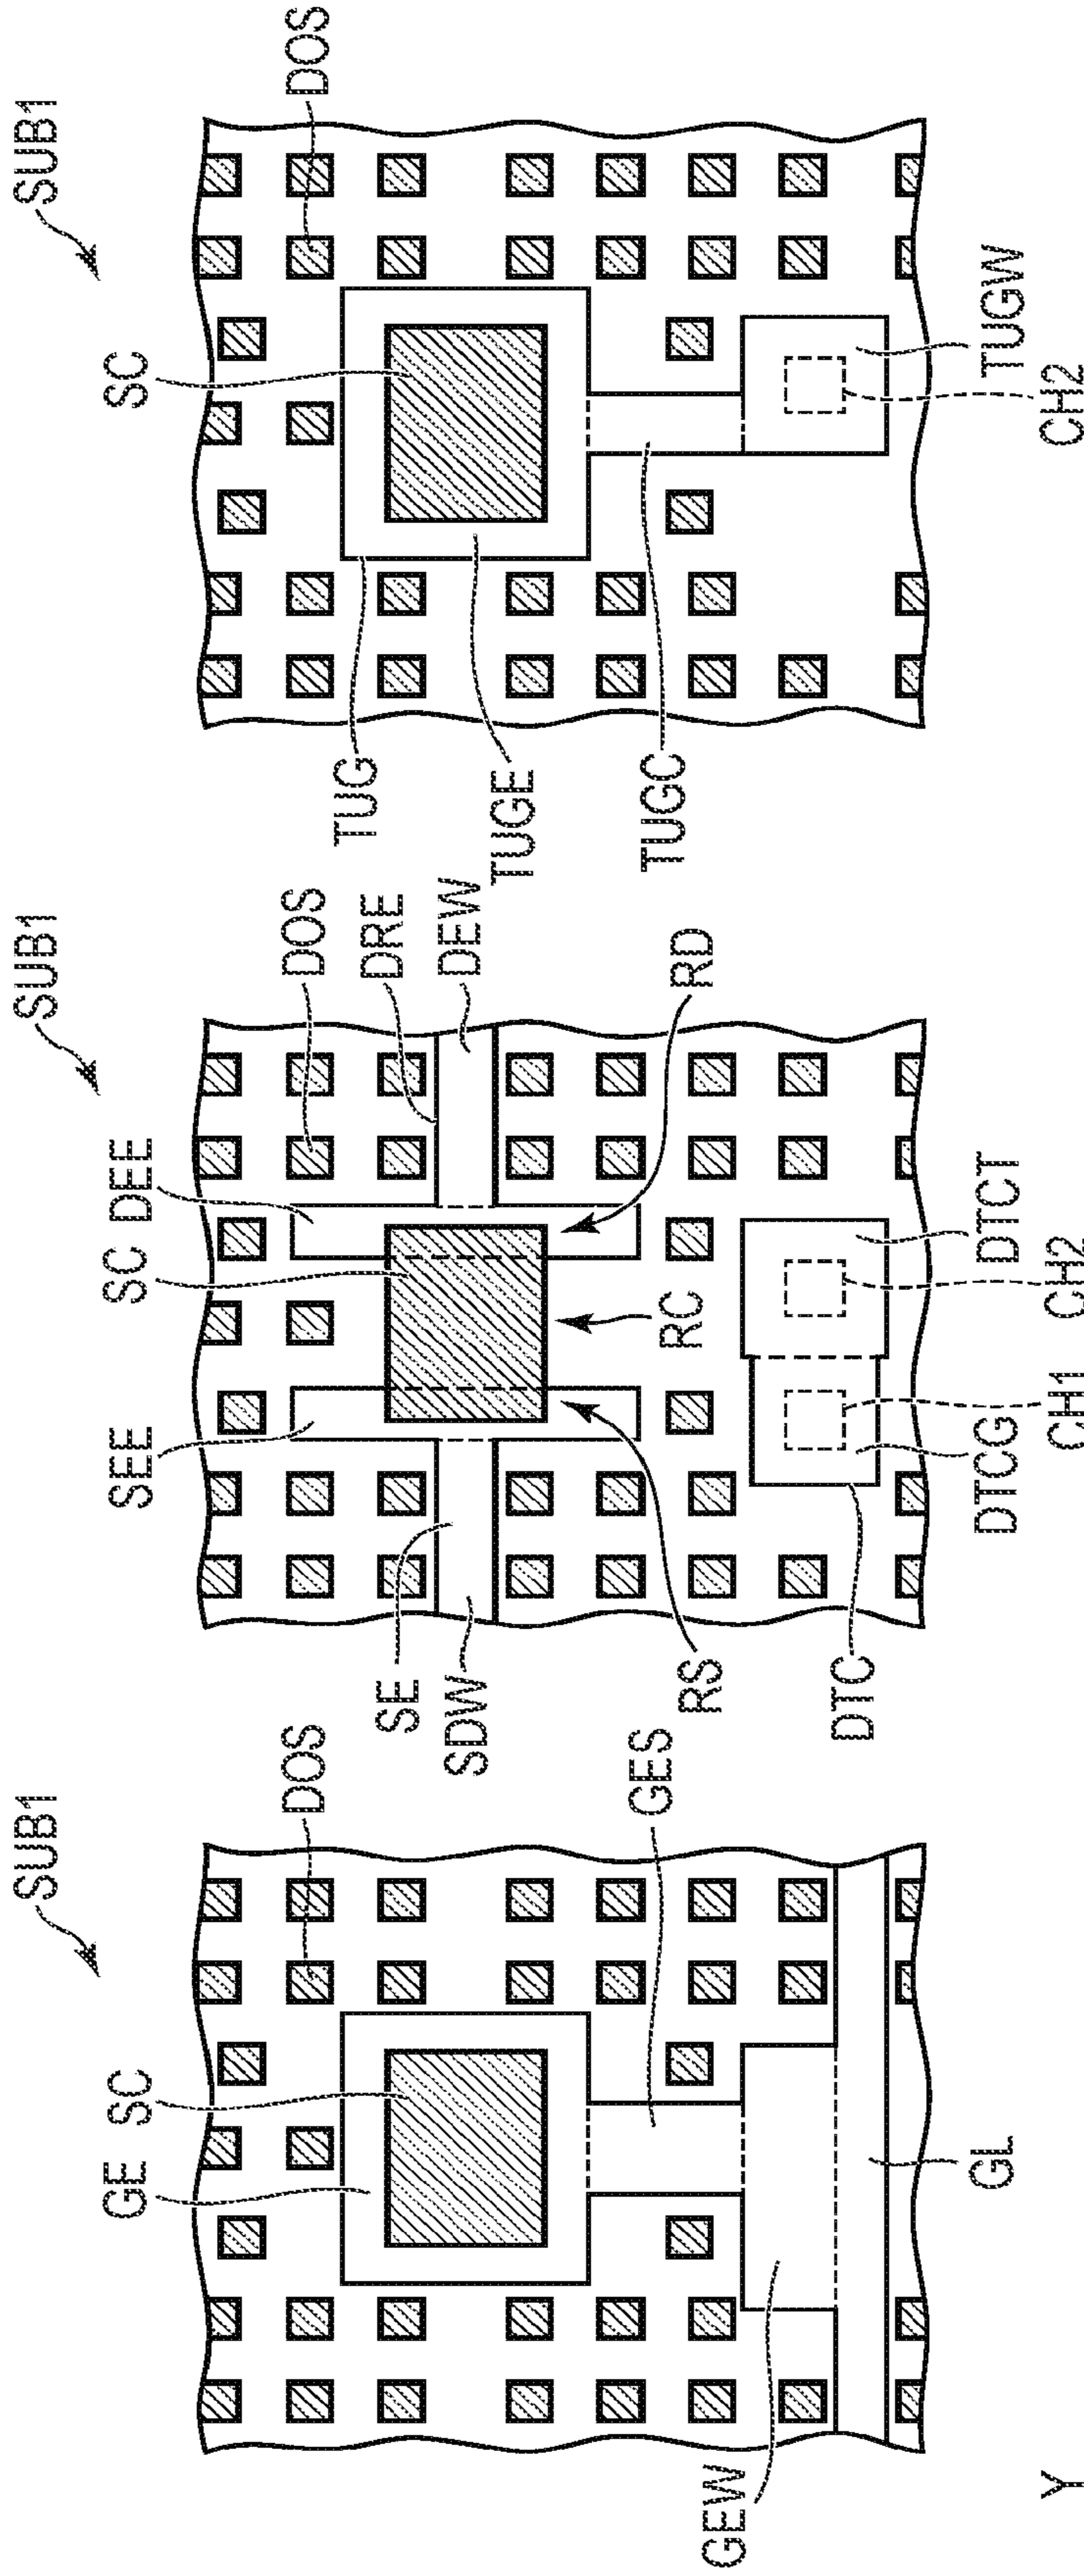 SUB1
GE
SC
DOS
GES
GEW
GL
Y
SUB1
SEE
SC
DEE
DOS
DRE
DEW
SE
SDW
RS
RC
RD
DTC
DTCG
DTCT
CH1
CH2
SUB1
SC
DOS
TUG
TUGE
TUGC
TUGW
CH2